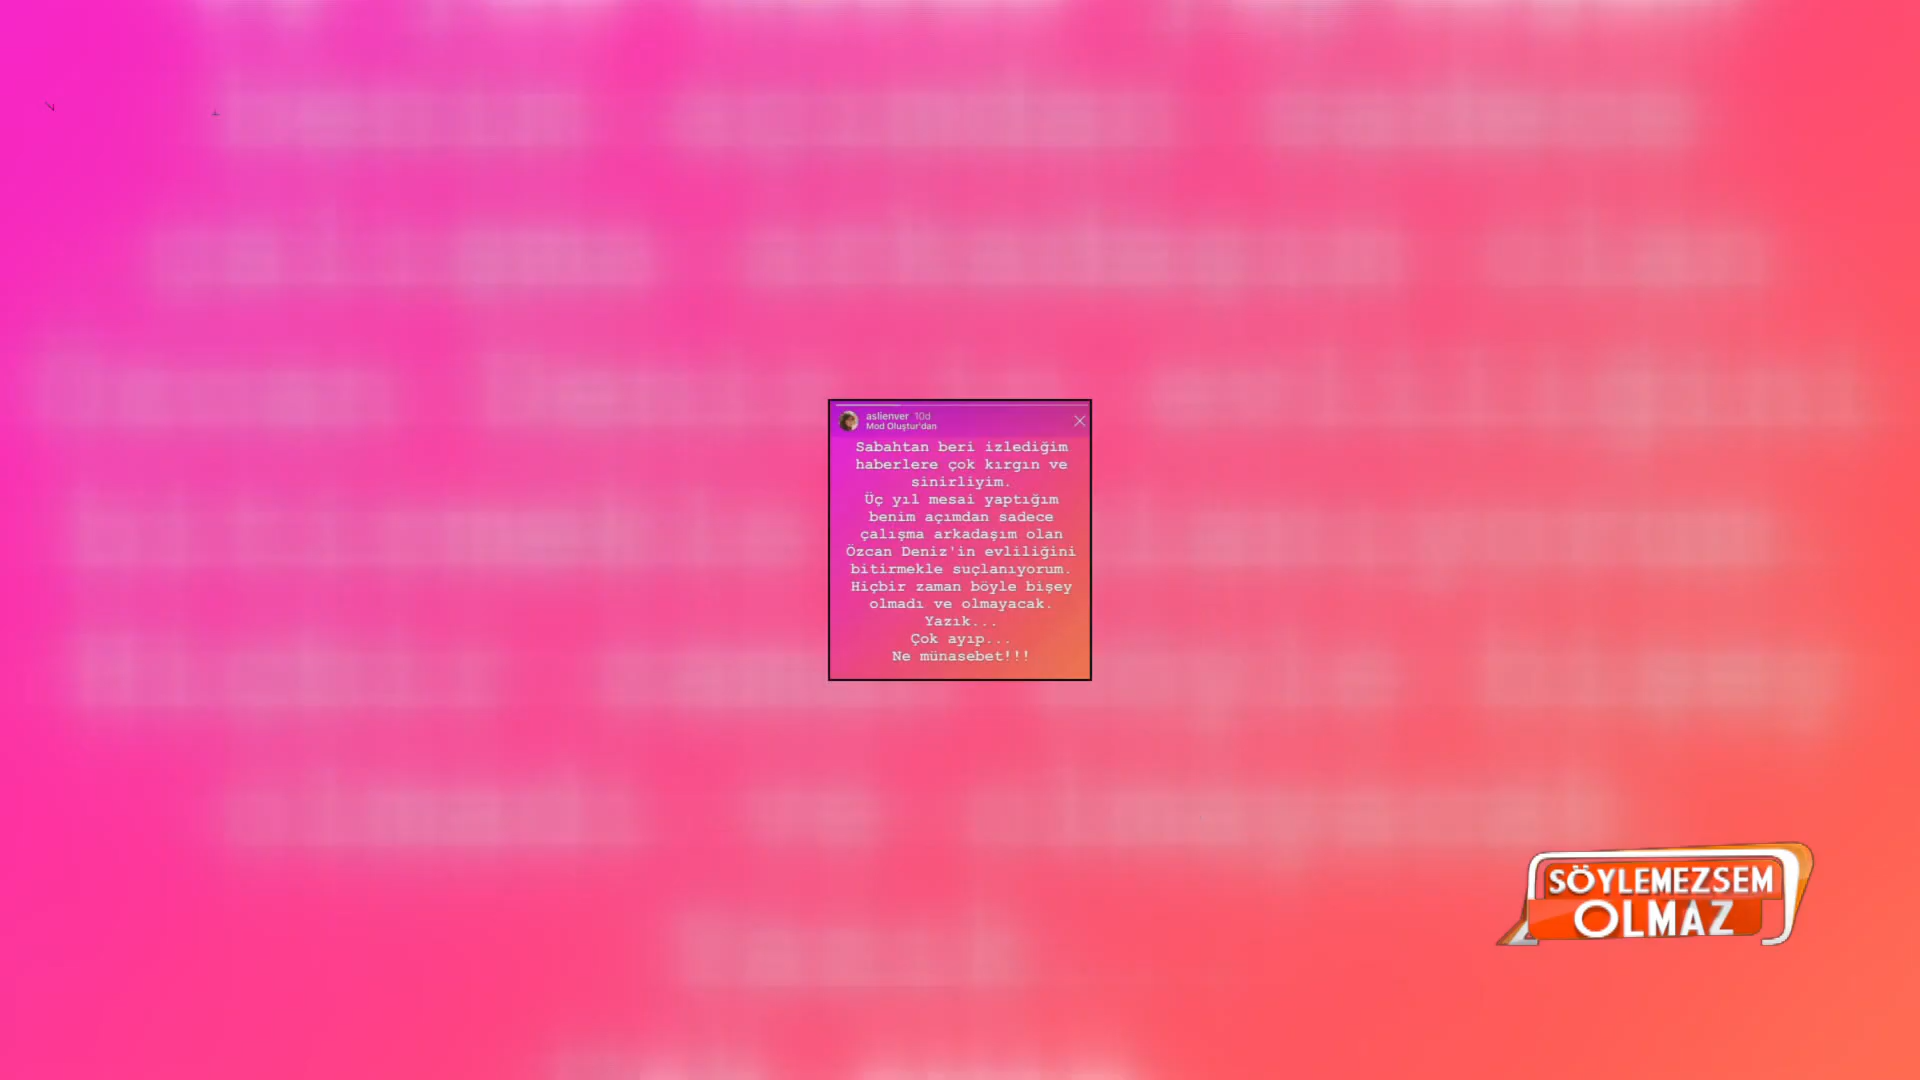 aslienver 10d
Mod Oluştur'dan
Sabahtan beri izlediğim
haberlere çok kırgın ve
sinirliyim.
Üç yıl mesai yaptığım
benim açımdan sadece
çalışma arkadaşım olan
Özcan Deniz'in evliliğini
bitirmekle suçlanıyorum.
Hiçbir zaman böyle bişey
olmadı ve olmayacak.
Yazık...
Çok ayıp...
Ne münasebet!!!
SÖYLEMEZSEM
OLMAZ